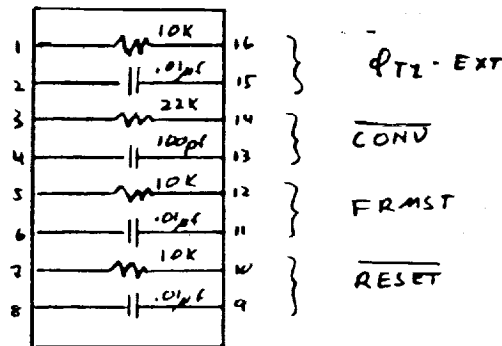 1 10K 16
2 .01µf 15
φT2 - EXT
3 22K 14
4 100pf 13
CONV
5 10K 12
6 .01µf 11
FRMST
7 10K 10
8 .01µf 9
RESET